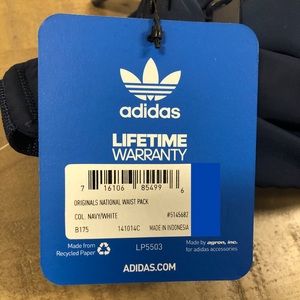 adidas
LIFETIME
WARRANTY
7 16106 85499 6
ORIGINALS NATIONAL WAIST PACK
COL. NAVY/WHITE #5145687
B175 141014C MADE IN INDONESIA
Made from Recycled Paper LP5503 Made by agron, inc. for adidas accessories
ADIDAS.COM